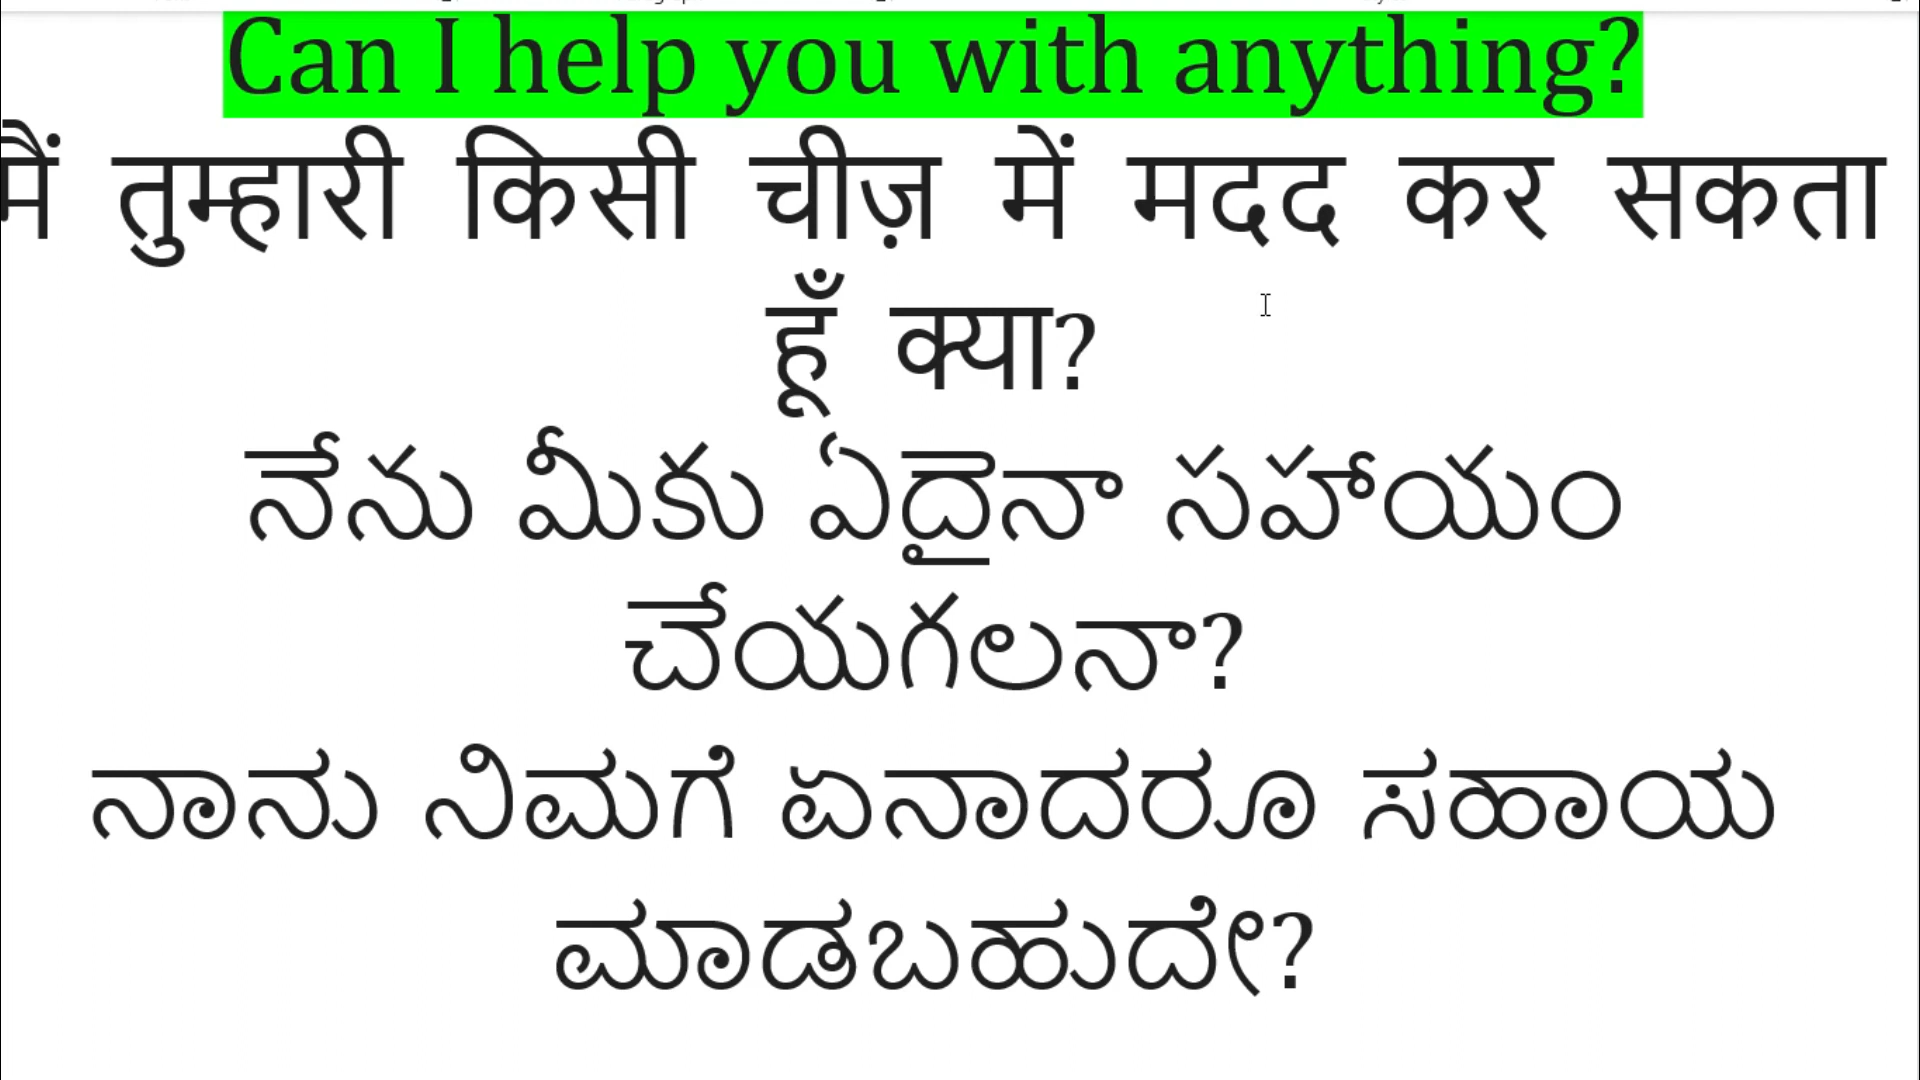 Can I help you with anything?
मैं तुम्हारी किसी चीज़ में मदद कर सकता
हूँ क्या?
నేను మీకు ఏదైనా సహాయం
చేయగలనా?
ನಾನು ನಿಮಗೆ ಏನಾದರೂ ಸಹಾಯ
ಮಾಡಬಹುದೇ?